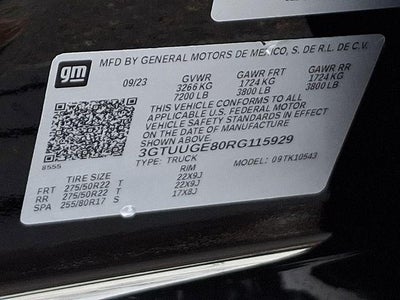 gm
MFD BY GENERAL MOTORS DE MEXICO, S. DE R.L. DE C.V.
09/23 GVWR GAWR FRT GAWR RR
3266 KG 1724 KG 1724 KG
7200 LB 3800 LB 3800 LB
THIS VEHICLE CONFORMS TO ALL
APPLICABLE U.S. FEDERAL MOTOR
VEHICLE SAFETY STANDARDS IN EFFECT
ON THE DATE OF MANUFACTURE
SHOWN ABOVE.
3GTUUGE80RG115929
8555 TYPE: TRUCK MODEL: 09TK10543
TIRE SIZE RIM
FRT 275/50R22 T 22X9J
RR 275/50R22 T 22X9J
SPA 255/80R17 S 17X8J